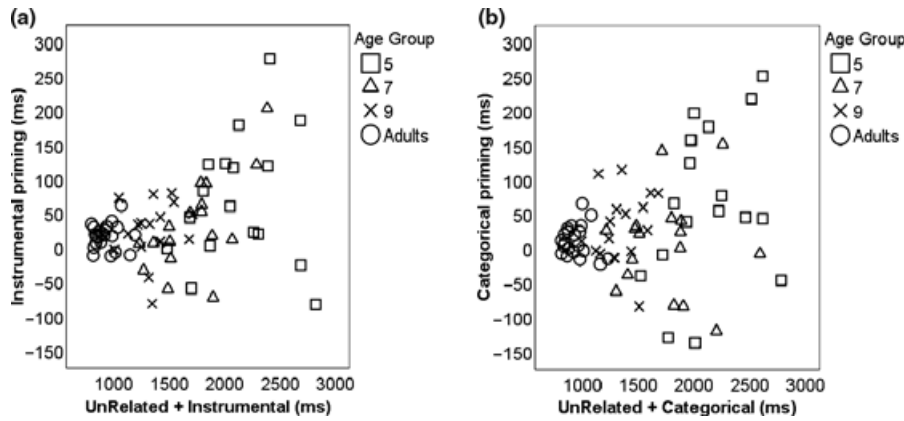 (a)
Instrumental priming (ms)
300
250
200
150
100
50
0
−50
−100
−150
1000 1500 2000 2500 3000
UnRelated + Instrumental (ms)
Age Group
5
7
9
Adults
(b)
Categorical priming (ms)
300
250
200
150
100
50
0
−50
−100
−150
1000 1500 2000 2500 3000
UnRelated + Categorical (ms)
Age Group
5
7
9
Adults